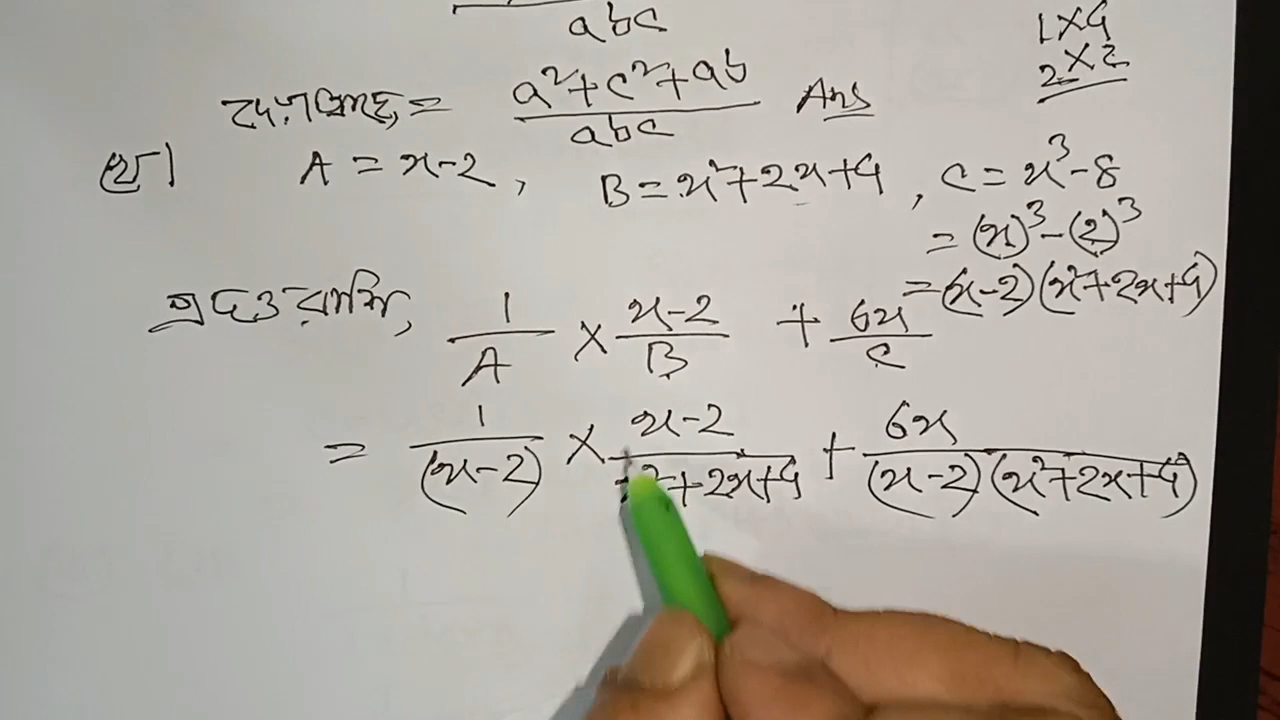 abc
1×4
2×2
= a²+c²+ab / abc Ans
খ। A = x-2, B = x²+2x+4, C = x³-8
= (x)³-(2)³
= (x-2)(x²+2x+4)
প্রদত্ত রাশি, 1/A × x-2/B + 6x/C
= 1/(x-2) × x-2/x²+2x+4 + 6x/(x-2)(x²+2x+4)